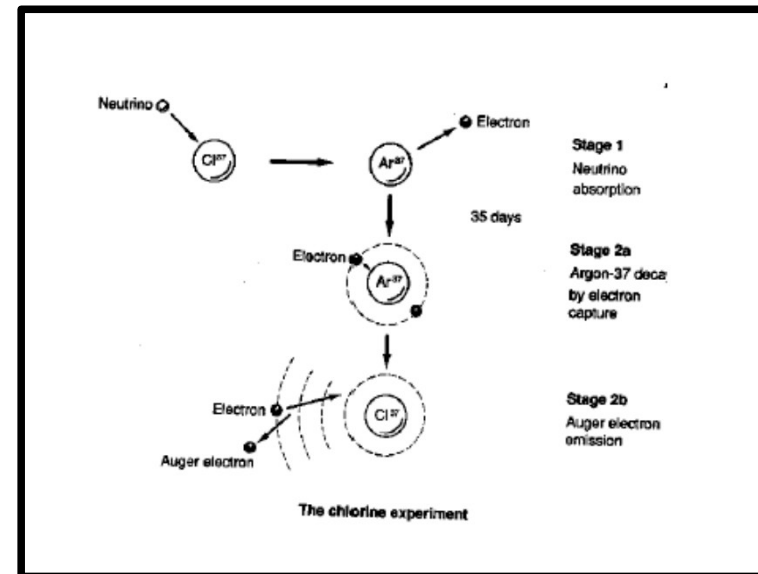 Neutrino
Cl³⁷
Ar³⁷
Electron
Stage 1
Neutrino
absorption
35 days
Electron
Ar³⁷
Stage 2a
Argon-37 deca
by electron
capture
Electron
Auger electron
Cl³⁷
Stage 2b
Auger electron
emission
The chlorine experiment